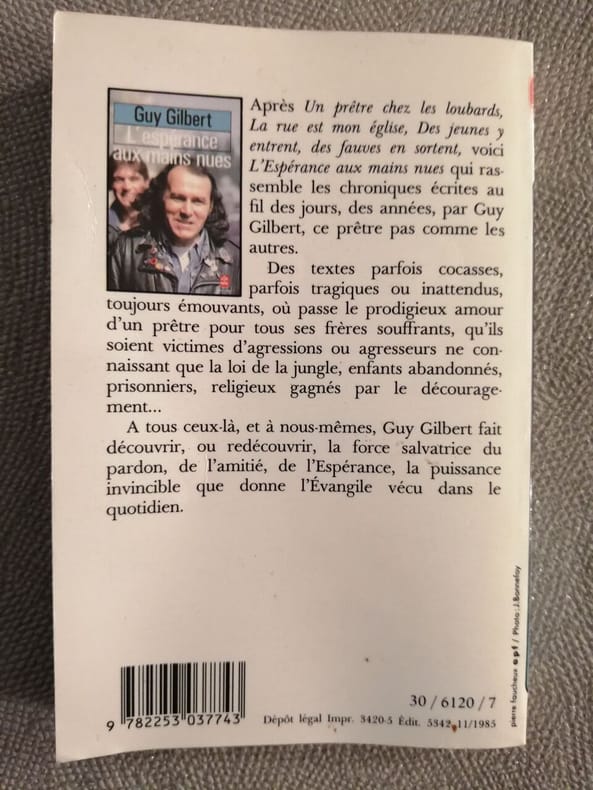 Guy Gilbert
L'espérance
aux mains nues
Après Un prêtre chez les loubards,
La rue est mon église, Des jeunes y
entrent, des fauves en sortent, voici
L'Espérance aux mains nues qui ras-
semble les chroniques écrites au
fil des jours, des années, par Guy
Gilbert, ce prêtre pas comme les
autres.
Des textes parfois cocasses,
parfois tragiques ou inattendus,
toujours émouvants, où passe le prodigieux amour
d'un prêtre pour tous ses frères souffrants, qu'ils
soient victimes d'agressions ou agresseurs ne con-
naissant que la loi de la jungle, enfants abandonnés,
prisonniers, religieux gagnés par le décourage-
ment...
A tous ceux-là, et à nous-mêmes, Guy Gilbert fait
découvrir, ou redécouvrir, la force salvatrice du
pardon, de l'amitié, de l'Espérance, la puissance
invincible que donne l'Évangile vécu dans le
quotidien.
pierre faucheux apf / Photo : J. Bonnefoy
30 / 6120 / 7
9 782253 037743
Dépôt légal Impr. 3420-5 Édit. 5342 11/1985